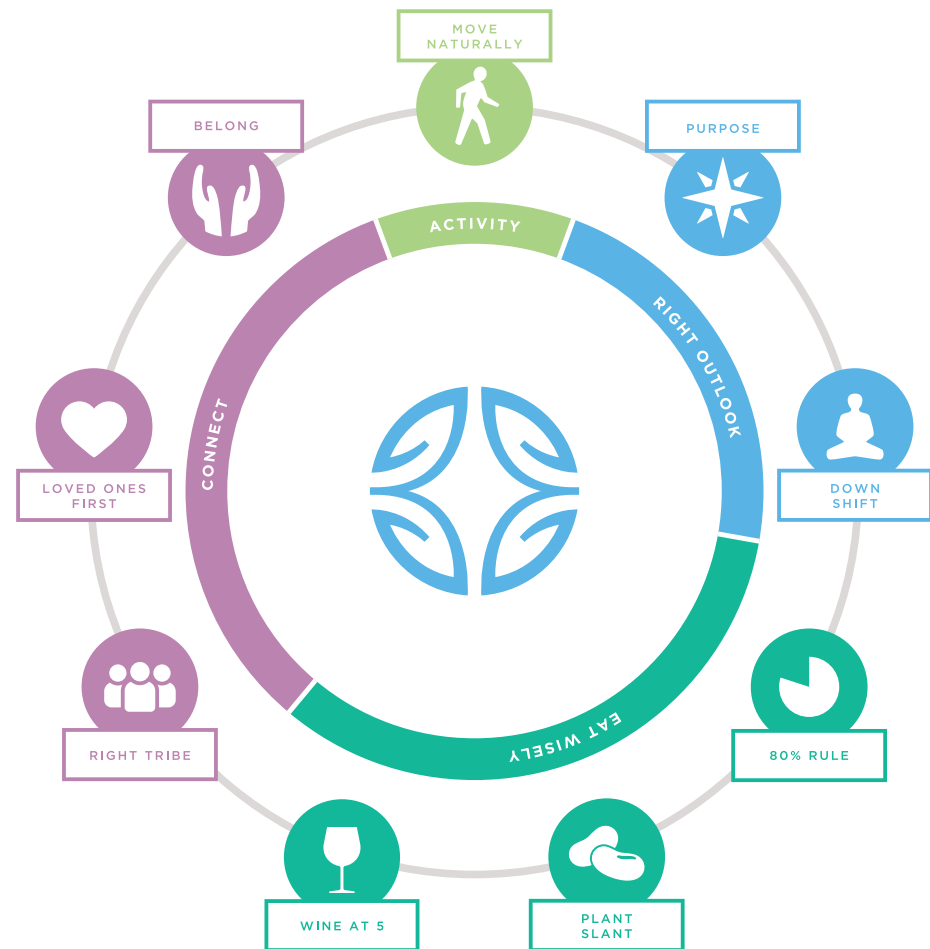 MOVE
NATURALLY
BELONG
PURPOSE
ACTIVITY
RIGHT OUTLOOK
CONNECT
LOVED ONES
FIRST
DOWN
SHIFT
EAT WISELY
RIGHT TRIBE
80% RULE
WINE AT 5
PLANT
SLANT